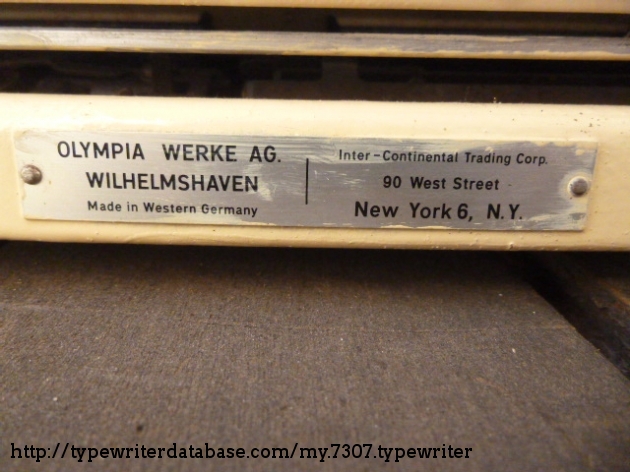 OLYMPIA WERKE AG.
WILHELMSHAVEN
Made in Western Germany
Inter-Continental Trading Corp.
90 West Street
New York 6, N.Y.
http://typewriterdatabase.com/my.7307.typewriter